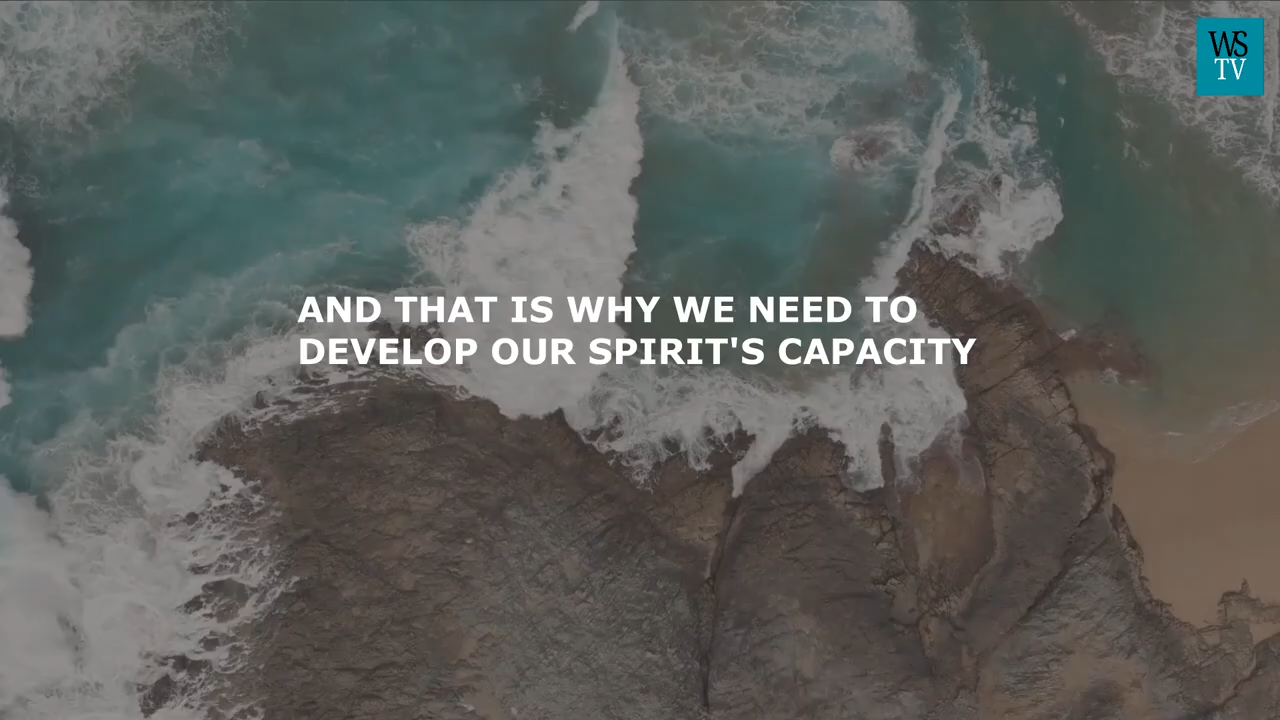 WS
TV
AND THAT IS WHY WE NEED TO
DEVELOP OUR SPIRIT'S CAPACITY